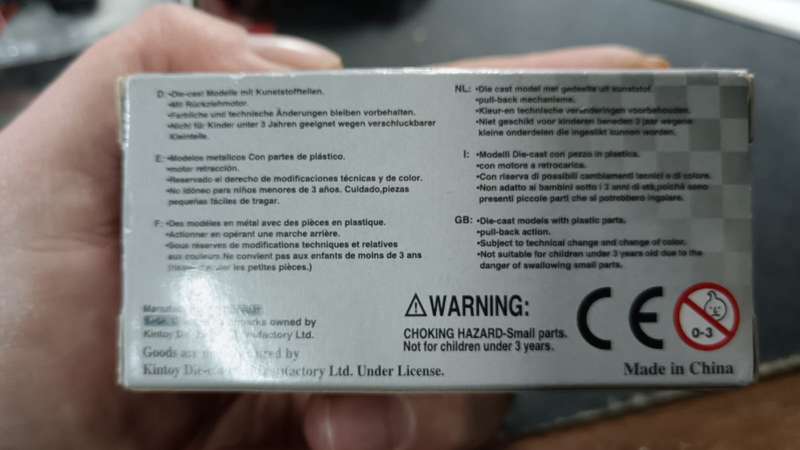 D: •Die-cast Modelle mit Kunststoffteilen.
•Mit Rückziehmotor.
•Farbliche und technische Änderungen bleiben vorbehalten.
•Nicht für Kinder unter 3 Jahren geeignet wegen verschluckbarer
Kleinteile.
E: •Modelos metalicos Con partes de plástico.
•motor retracción.
•Reservado el derecho de modificaciones técnicas y de color.
•No idóneo para niños menores de 3 años. Cuidado,piezas
pequeñas fáciles de tragar.
F: •Des modéles en métal avec des pièces en plastique.
•Actionner en opérant une marche arrière.
•Sous réserves de modifications techniques et relatives
aux couleurs.Ne convient pas aux enfants de moins de 3 ans
les petites pièces.)
NL: •Die cast model met gedeelte uit kunststof.
•pull-back mechanisme.
•Kleur-en technische veranderingen voorbehouden.
•Niet geschikt voor kinderen beneden 3 jaar wegens
kleine onderdelen die ingeslikt kunnen worden.
I: •Modelli Die-cast con pezzo in plastica.
•con motore a retrocarica.
•Con riserva di possibili cambiamenti tecnici o di colore.
•Non adatto ai bambini sotto i 3 anni di età,poichè sono
presenti piccole parti che si potrebbero ingoiare.
GB: •Die-cast models with plastic parts.
•pull-back action.
•Subject to technical change and change of color.
•Not suitable for children under 3 years old due to the
danger of swallowing small parts.
owned by
Kintoy Ltd.
Goods are by
Kintoy Ltd. Under License.
WARNING:
CHOKING HAZARD-Small parts.
Not for children under 3 years.
CE
0-3
Made in China